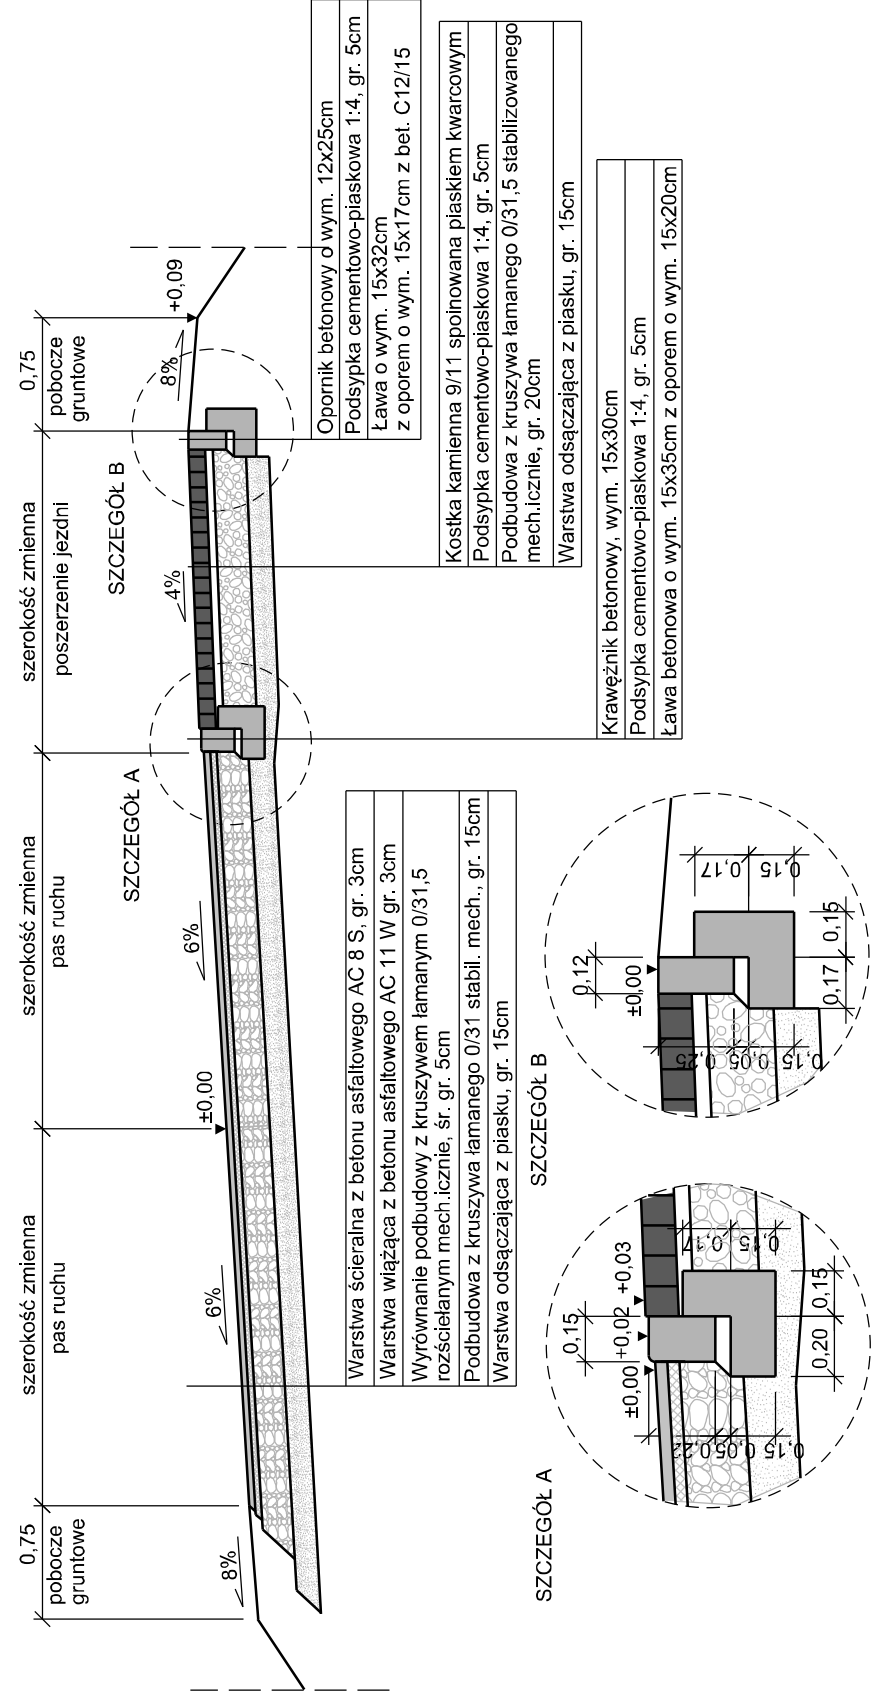 0,75
pobocze
gruntowe
szerokość zmienna
pas ruchu
szerokość zmienna
pas ruchu
szerokość zmienna
poszerzenie jezdni
0,75
pobocze
gruntowe
8%
6%
±0,00
6%
SZCZEGÓŁ A
4%
SZCZEGÓŁ B
8%
+0,09
Warstwa ścieralna z betonu asfaltowego AC 8 S, gr. 3cm
Warstwa wiążąca z betonu asfaltowego AC 11 W gr. 3cm
Wyrównanie podbudowy z kruszywem łamanym 0/31,5
rozścielanym mech.icznie, śr. gr. 5cm
Podbudowa z kruszywa łamanego 0/31 stabil. mech., gr. 15cm
Warstwa odsączająca z piasku, gr. 15cm
Krawężnik betonowy, wym. 15x30cm
Podsypka cementowo-piaskowa 1:4, gr. 5cm
Ława betonowa o wym. 15x35cm z oporem o wym. 15x20cm
Kostka kamienna 9/11 spoinowana piaskiem kwarcowym
Podsypka cementowo-piaskowa 1:4, gr. 5cm
Podbudowa z kruszywa łamanego 0/31,5 stabilizowanego
mech.icznie, gr. 20cm
Warstwa odsączająca z piasku, gr. 15cm
Opornik betonowy o wym. 12x25cm
Podsypka cementowo-piaskowa 1:4, gr. 5cm
Ława o wym. 15x32cm
z oporem o wym. 15x17cm z bet. C12/15
SZCZEGÓŁ A
0,15
±0,00
+0,02
+0,03
0,22
0,05
0,15
0,17
0,15
0,20
0,15
SZCZEGÓŁ B
0,12
±0,00
0,25
0,05
0,15
0,17
0,15
0,17
0,15